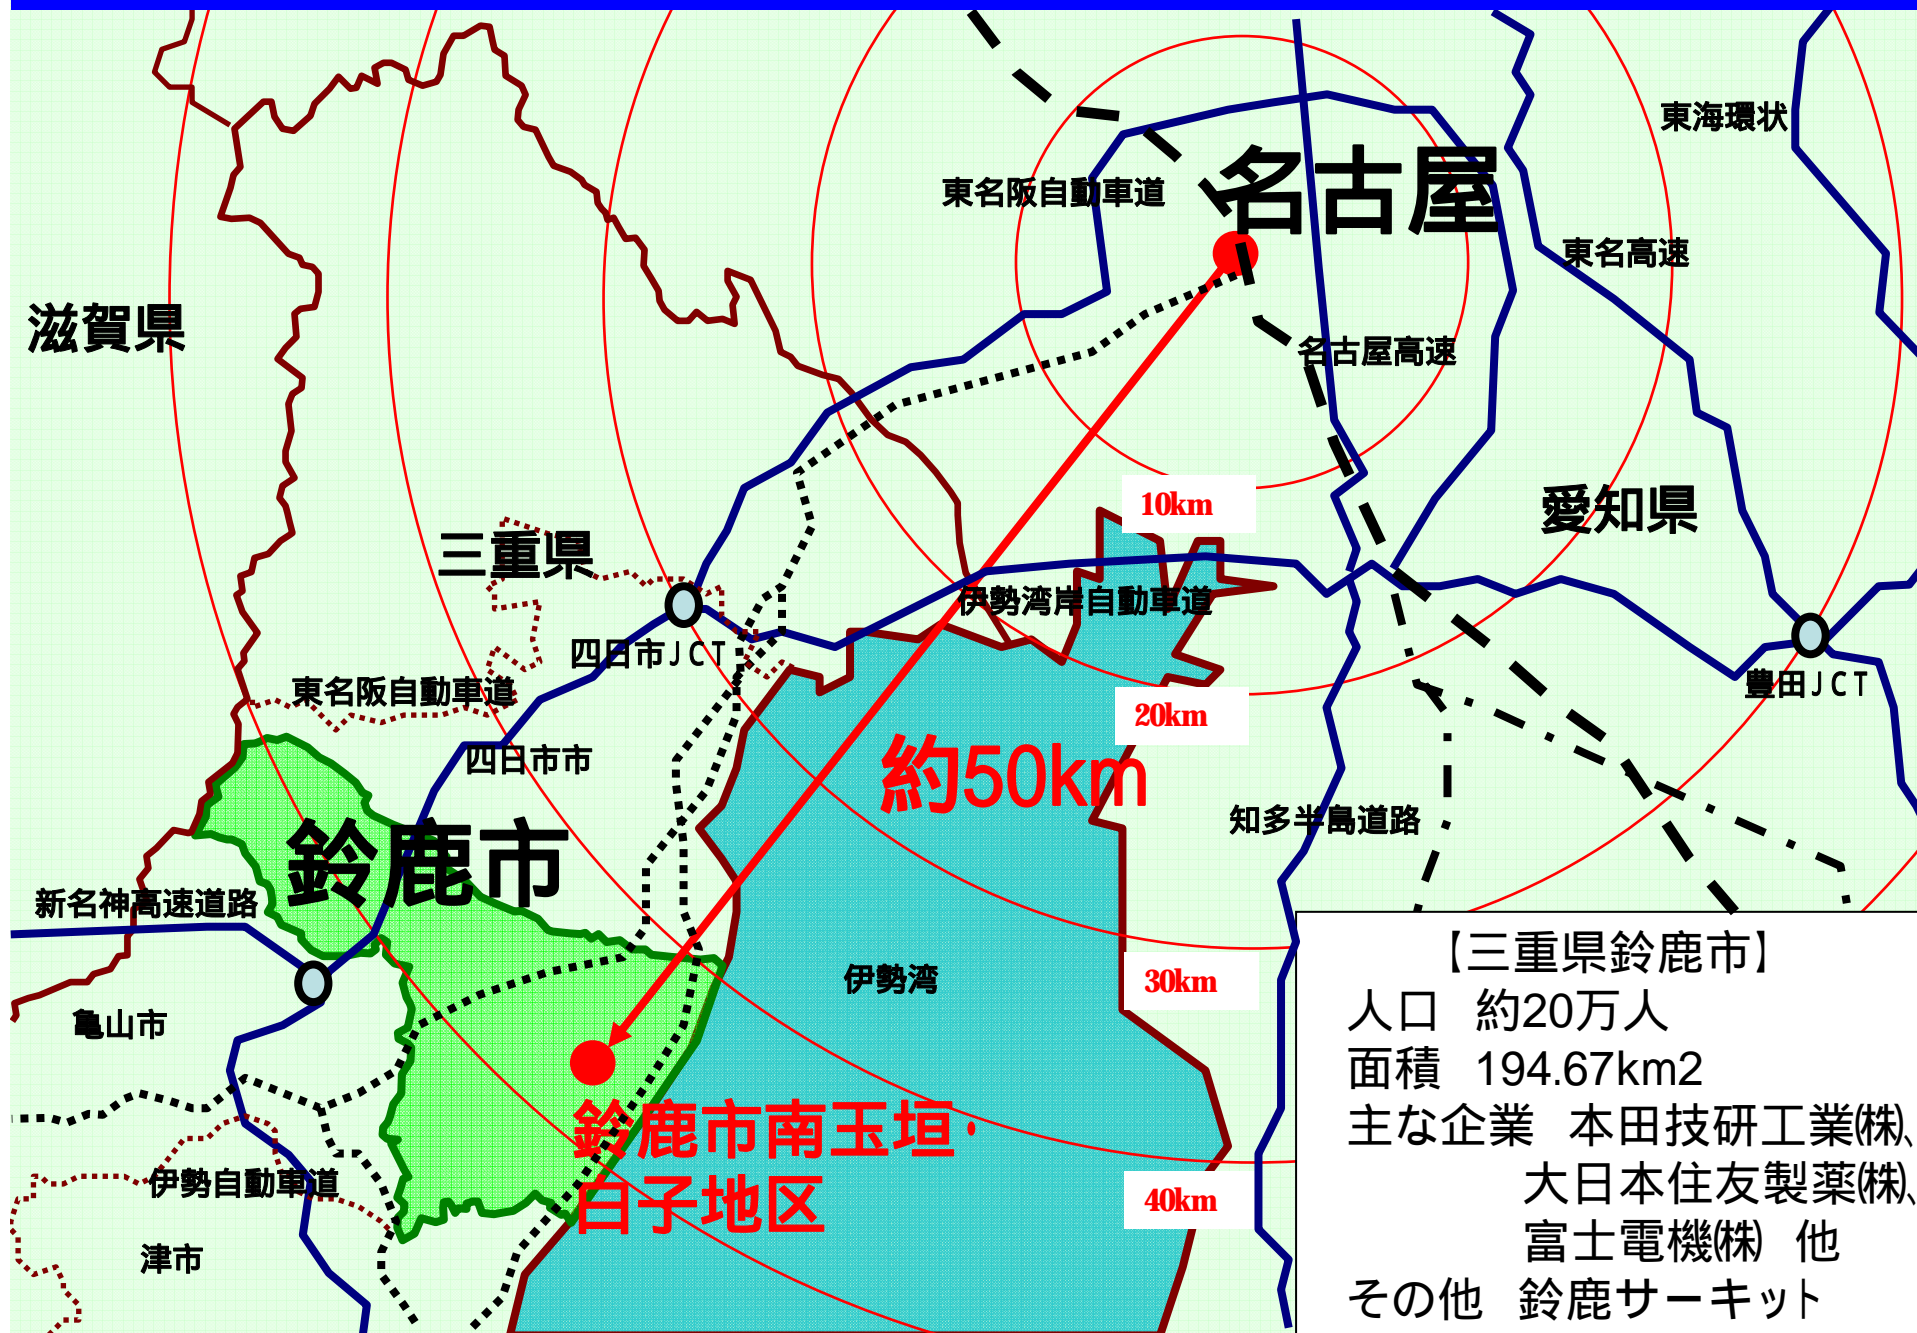 東海環状
名古屋
東名阪自動車道
東名高速
滋賀県
名古屋高速
10km
愛知県
三重県
伊勢湾岸自動車道
四日市JCT
東名阪自動車道
豊田JCT
20km
四日市市
約50km
知多半島道路
鈴鹿市
新名神高速道路
伊勢湾
30km
亀山市
鈴鹿市南玉垣・
白子地区
伊勢自動車道
40km
津市
【三重県鈴鹿市】
人口 約20万人
面積 194.67km2
主な企業 本田技研工業㈱、
大日本住友製薬㈱、
富士電機㈱ 他
その他 鈴鹿サーキット